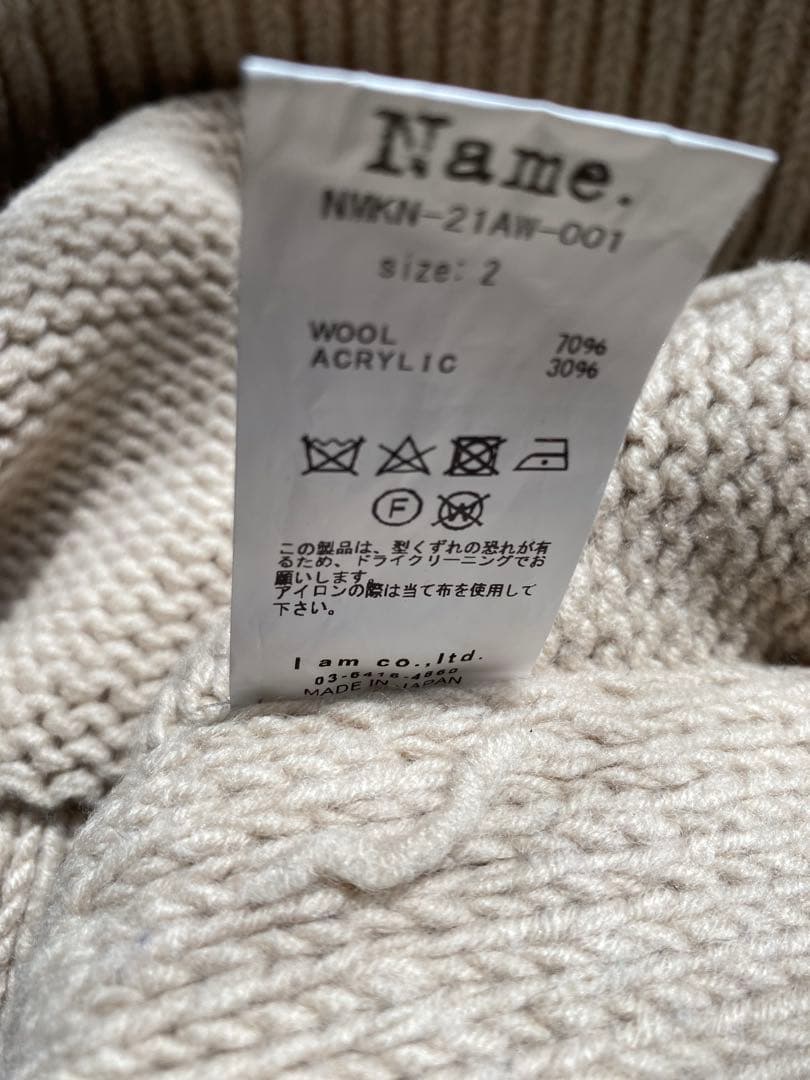 Name.
NMKN-21AW-001
size: 2
WOOL 70%
ACRYLIC 30%
F
W
この製品は、型くずれの恐れが有
るため、ドライクリーニングでお
願いします。
アイロンの際は当て布を使用して
下さい。
I am co.,ltd.
03-6416-4860
MADE IN JAPAN